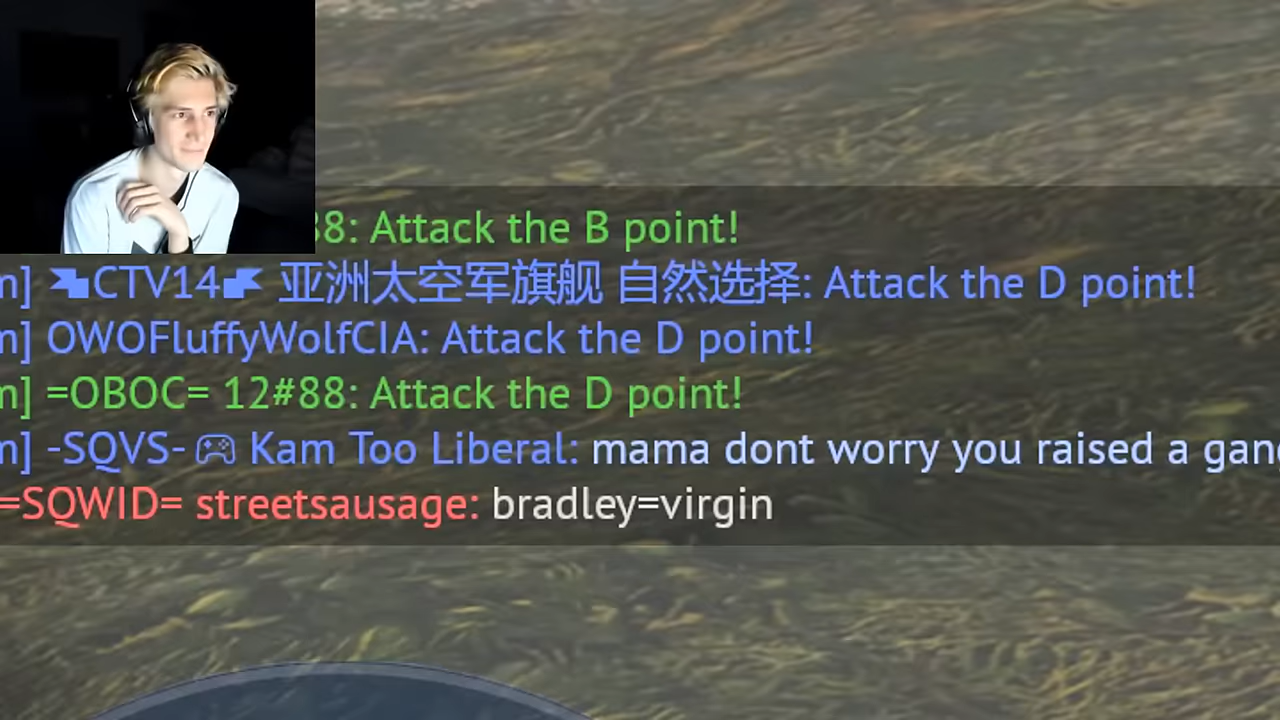 88: Attack the B point!
m] CTV14 亚洲太空军旗舰 自然选择: Attack the D point!
m] OWOFluffyWolfCIA: Attack the D point!
m] =OBOC= 12#88: Attack the D point!
m] -SQVS- Kam Too Liberal: mama dont worry you raised a gang
=SQWID= streetsausage: bradley=virgin